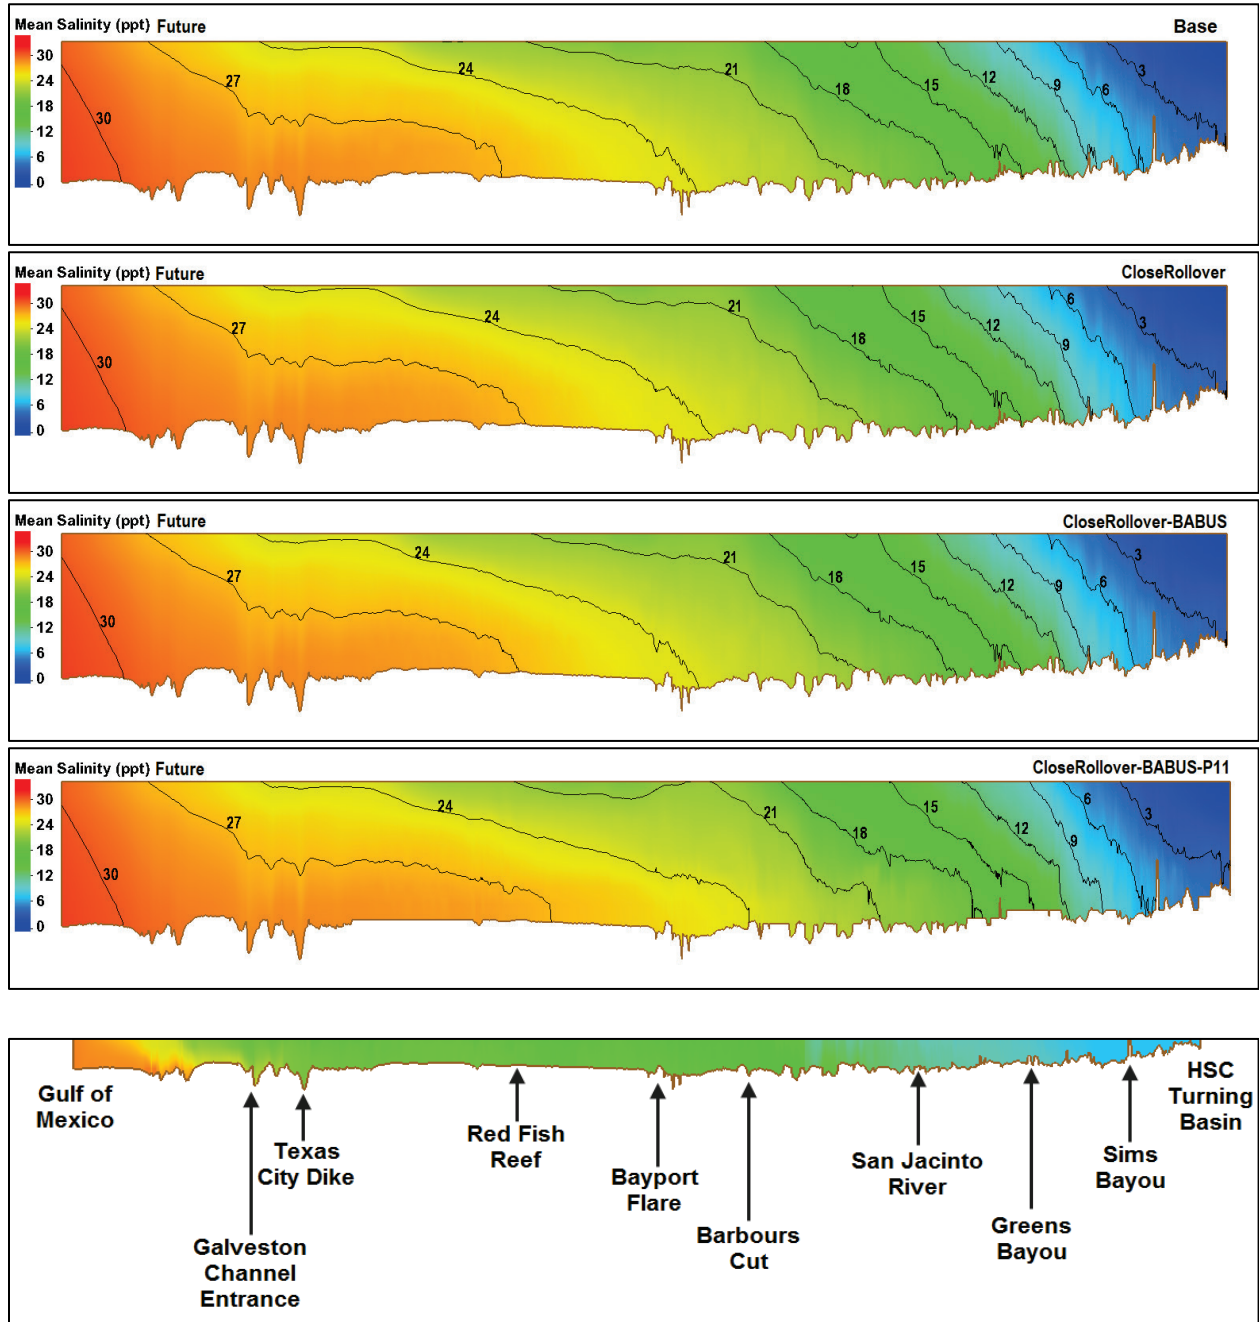 Mean Salinity (ppt) Future
Base
30
24
18
12
6
0
30
27
24
21
18
15
12
9
6
3
Mean Salinity (ppt) Future
CloseRollover
30
24
18
12
6
0
30
27
24
21
18
15
12
9
6
3
Mean Salinity (ppt) Future
CloseRollover-BABUS
30
24
18
12
6
0
30
27
24
21
18
15
12
9
6
3
Mean Salinity (ppt) Future
CloseRollover-BABUS-P11
30
24
18
12
6
0
30
27
24
21
18
15
12
9
6
3
Gulf of
Mexico
Galveston
Channel
Entrance
Texas
City Dike
Red Fish
Reef
Bayport
Flare
Barbours
Cut
San Jacinto
River
Greens
Bayou
Sims
Bayou
HSC
Turning
Basin